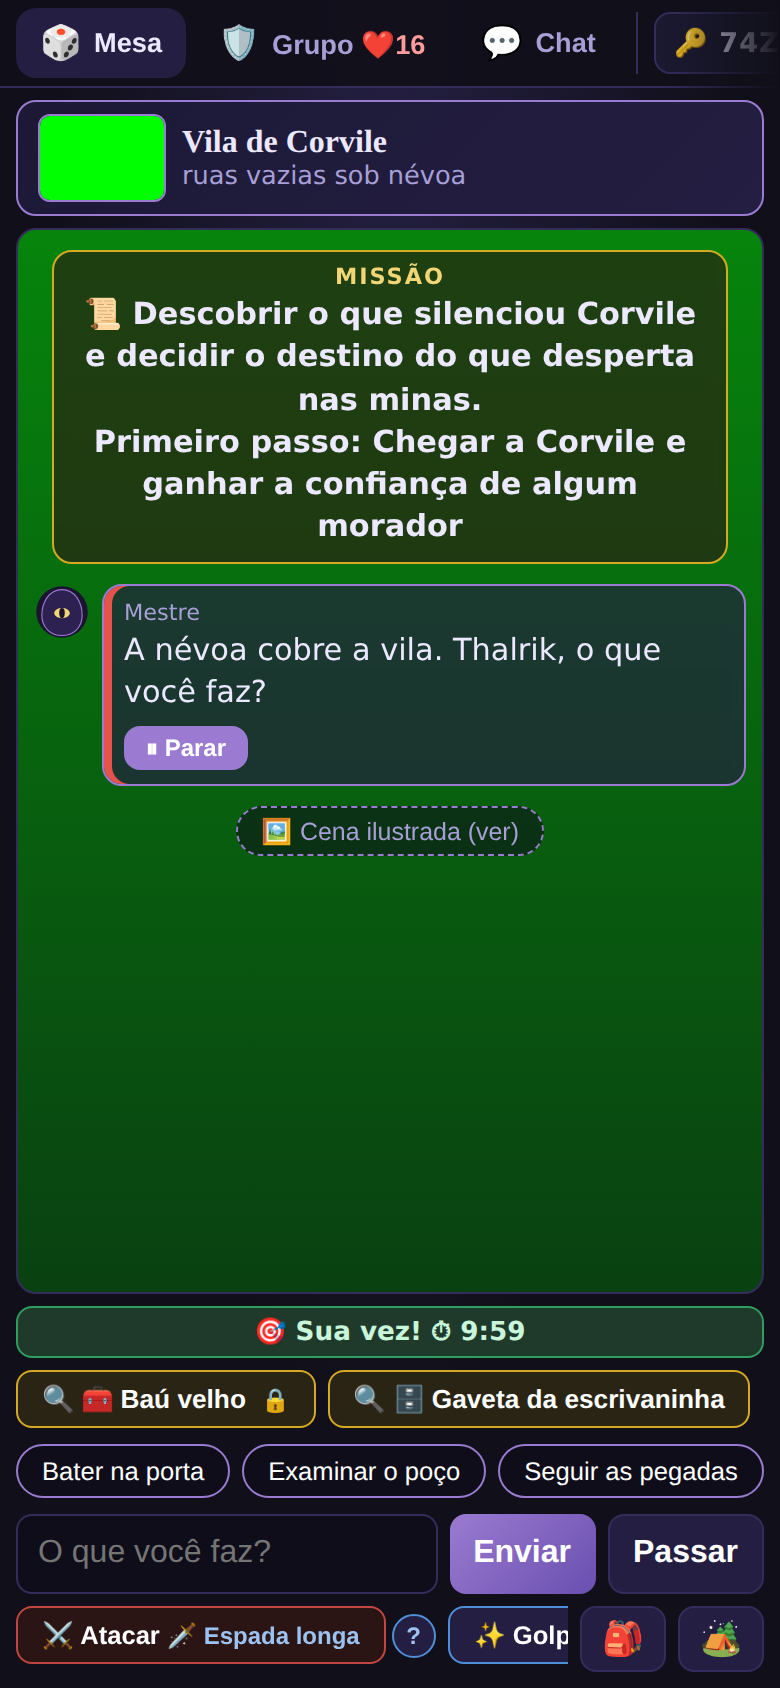 Mesa
Grupo 16
Chat
74Z
Vila de Corvile
ruas vazias sob névoa
MISSÃO
Descobrir o que silenciou Corvile
e decidir o destino do que desperta
nas minas.
Primeiro passo: Chegar a Corvile e
ganhar a confiança de algum
morador
Mestre
A névoa cobre a vila. Thalrik, o que
você faz?
Parar
Cena ilustrada (ver)
Sua vez! ⏱ 9:59
Baú velho
Gaveta da escrivaninha
Bater na porta
Examinar o poço
Seguir as pegadas
O que você faz?
Enviar
Passar
Atacar Espada longa
?
Golp